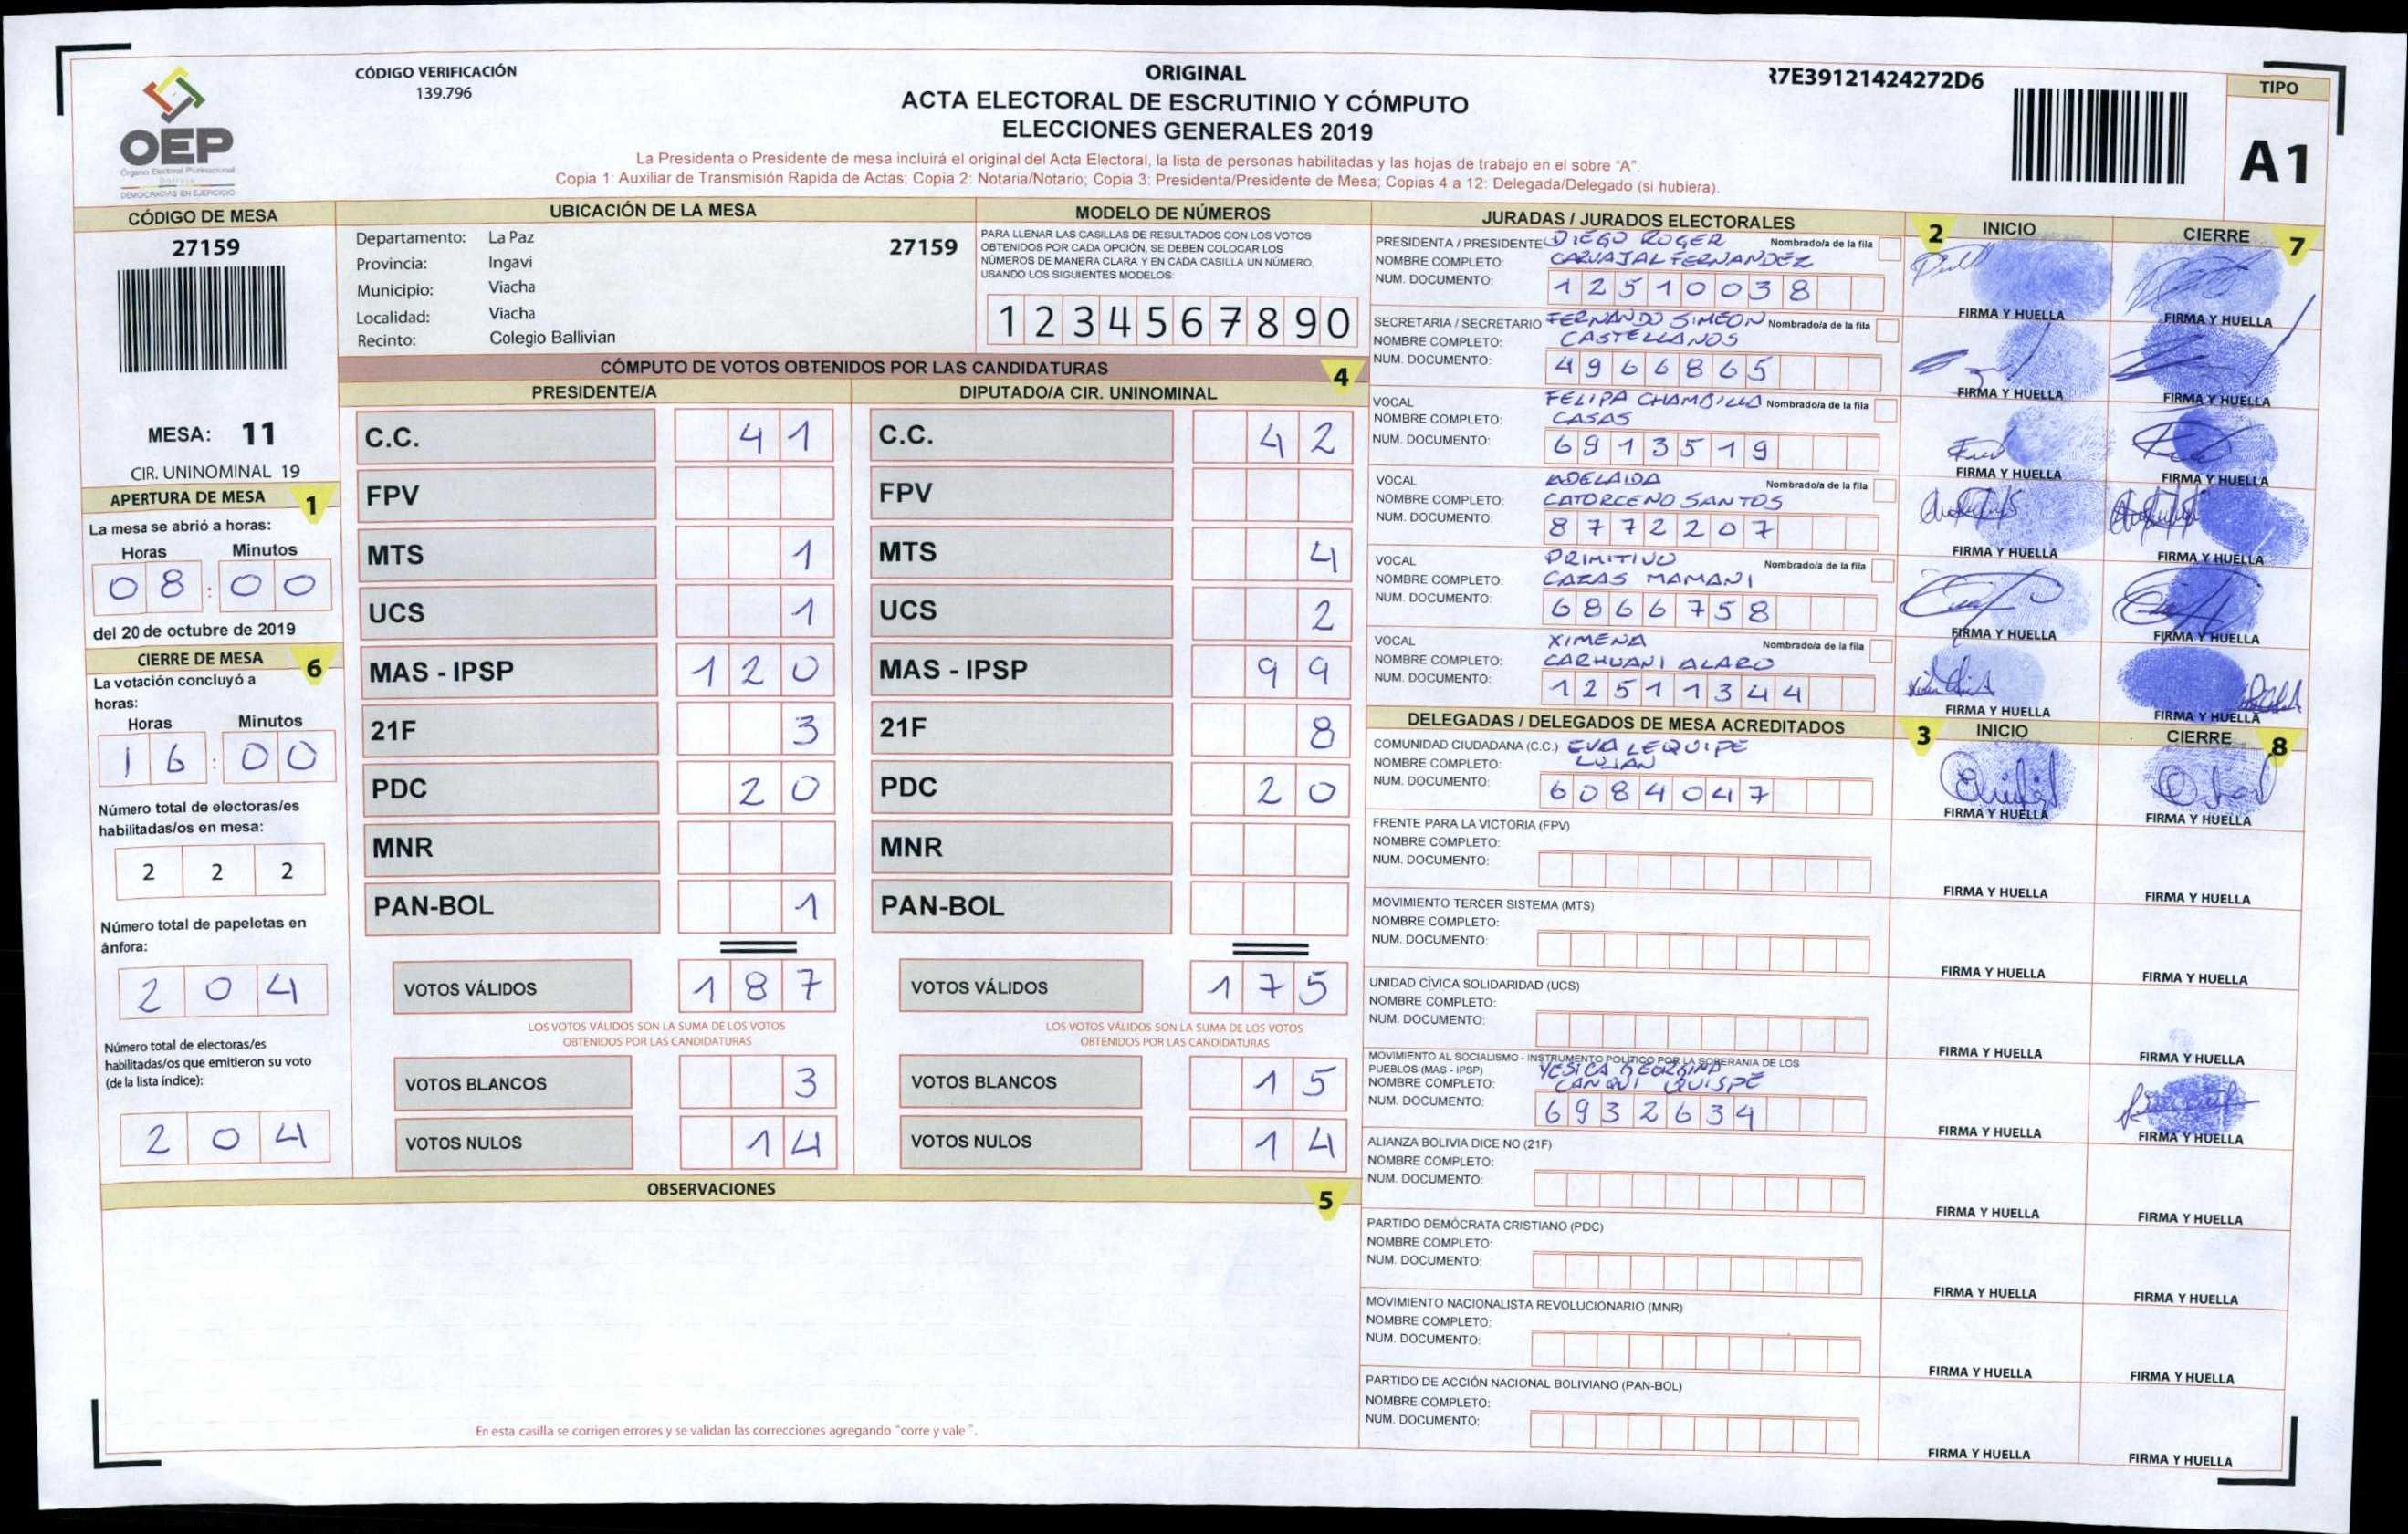 OEP
Órgano Electoral Plurinacional
Bolivia
DEMOCRACIAS EN EJERCICIO
CÓDIGO VERIFICACIÓN
139.796
ORIGINAL
ACTA ELECTORAL DE ESCRUTINIO Y CÓMPUTO
ELECCIONES GENERALES 2019
La Presidenta o Presidente de mesa incluirá el original del Acta Electoral, la lista de personas habilitadas y las hojas de trabajo en el sobre "A".
Copia 1: Auxiliar de Transmisión Rapida de Actas; Copia 2: Notaria/Notario; Copia 3: Presidenta/Presidente de Mesa; Copias 4 a 12: Delegada/Delegado (si hubiera).
R7E39121424272D6
TIPO
A1
CÓDIGO DE MESA
27159
MESA: 11
CIR. UNINOMINAL 19
APERTURA DE MESA 1
La mesa se abrió a horas:
Horas Minutos
08:00
del 20 de octubre de 2019
CIERRE DE MESA 6
La votación concluyó a
horas:
Horas Minutos
16:00
Número total de electoras/es
habilitadas/os en mesa:
2 2 2
Número total de papeletas en
ánfora:
2 0 4
Número total de electoras/es
habilitadas/os que emitieron su voto
(de la lista índice):
2 0 4
UBICACIÓN DE LA MESA
Departamento: La Paz 27159
Provincia: Ingavi
Municipio: Viacha
Localidad: Viacha
Recinto: Colegio Ballivian
MODELO DE NÚMEROS
PARA LLENAR LAS CASILLAS DE RESULTADOS CON LOS VOTOS
OBTENIDOS POR CADA OPCIÓN, SE DEBEN COLOCAR LOS
NÚMEROS DE MANERA CLARA Y EN CADA CASILLA UN NÚMERO,
USANDO LOS SIGUIENTES MODELOS:
1 2 3 4 5 6 7 8 9 0
CÓMPUTO DE VOTOS OBTENIDOS POR LAS CANDIDATURAS 4
PRESIDENTE/A
C.C. 41
FPV
MTS 1
UCS 1
MAS - IPSP 120
21F 3
PDC 20
MNR
PAN-BOL 1
VOTOS VÁLIDOS 187
LOS VOTOS VÁLIDOS SON LA SUMA DE LOS VOTOS
OBTENIDOS POR LAS CANDIDATURAS
VOTOS BLANCOS 3
VOTOS NULOS 14
DIPUTADO/A CIR. UNINOMINAL
C.C. 42
FPV
MTS 4
UCS 2
MAS - IPSP 99
21F 8
PDC 20
MNR
PAN-BOL
VOTOS VÁLIDOS 175
LOS VOTOS VÁLIDOS SON LA SUMA DE LOS VOTOS
OBTENIDOS POR LAS CANDIDATURAS
VOTOS BLANCOS 15
VOTOS NULOS 14
OBSERVACIONES 5
En esta casilla se corrigen errores y se validan las correcciones agregando "corre y vale".
JURADAS / JURADOS ELECTORALES 2 INICIO CIERRE 7
PRESIDENTA / PRESIDENTE DIEGO ROGER Nombrado/a de la fila
NOMBRE COMPLETO: CARVAJAL FERNANDEZ
NUM. DOCUMENTO: 12510038
FIRMA Y HUELLA FIRMA Y HUELLA
SECRETARIA / SECRETARIO FERNANDO SIMEON Nombrado/a de la fila
NOMBRE COMPLETO: CASTELLANOS
NUM. DOCUMENTO: 4966865
FIRMA Y HUELLA FIRMA Y HUELLA
VOCAL FELIPA CHAMBILLA Nombrado/a de la fila
NOMBRE COMPLETO: CASAS
NUM. DOCUMENTO: 6913519
FIRMA Y HUELLA FIRMA Y HUELLA
VOCAL ADELAIDA Nombrado/a de la fila
NOMBRE COMPLETO: CATORCENO SANTOS
NUM. DOCUMENTO: 8772207
FIRMA Y HUELLA FIRMA Y HUELLA
VOCAL PRIMITIVO Nombrado/a de la fila
NOMBRE COMPLETO: CAZAS MAMANI
NUM. DOCUMENTO: 6866758
FIRMA Y HUELLA FIRMA Y HUELLA
VOCAL XIMENA Nombrado/a de la fila
NOMBRE COMPLETO: CARHUANI ALARO
NUM. DOCUMENTO: 12511344
FIRMA Y HUELLA FIRMA Y HUELLA
DELEGADAS / DELEGADOS DE MESA ACREDITADOS 3 INICIO CIERRE 8
COMUNIDAD CIUDADANA (C.C.) EVA LEQUIPE
NOMBRE COMPLETO: LUJAN
NUM. DOCUMENTO: 6084047
FIRMA Y HUELLA FIRMA Y HUELLA
FRENTE PARA LA VICTORIA (FPV)
NOMBRE COMPLETO:
NUM. DOCUMENTO:
FIRMA Y HUELLA FIRMA Y HUELLA
MOVIMIENTO TERCER SISTEMA (MTS)
NOMBRE COMPLETO:
NUM. DOCUMENTO:
FIRMA Y HUELLA FIRMA Y HUELLA
UNIDAD CÍVICA SOLIDARIDAD (UCS)
NOMBRE COMPLETO:
NUM. DOCUMENTO:
FIRMA Y HUELLA FIRMA Y HUELLA
MOVIMIENTO AL SOCIALISMO - INSTRUMENTO POLÍTICO POR LA SOBERANIA DE LOS
PUEBLOS (MAS - IPSP) YESICA GEORGINA
NOMBRE COMPLETO: CANQUI QUISPE
NUM. DOCUMENTO: 6932634
FIRMA Y HUELLA FIRMA Y HUELLA
ALIANZA BOLIVIA DICE NO (21F)
NOMBRE COMPLETO:
NUM. DOCUMENTO:
FIRMA Y HUELLA FIRMA Y HUELLA
PARTIDO DEMÓCRATA CRISTIANO (PDC)
NOMBRE COMPLETO:
NUM. DOCUMENTO:
FIRMA Y HUELLA FIRMA Y HUELLA
MOVIMIENTO NACIONALISTA REVOLUCIONARIO (MNR)
NOMBRE COMPLETO:
NUM. DOCUMENTO:
FIRMA Y HUELLA FIRMA Y HUELLA
PARTIDO DE ACCIÓN NACIONAL BOLIVIANO (PAN-BOL)
NOMBRE COMPLETO:
NUM. DOCUMENTO:
FIRMA Y HUELLA FIRMA Y HUELLA